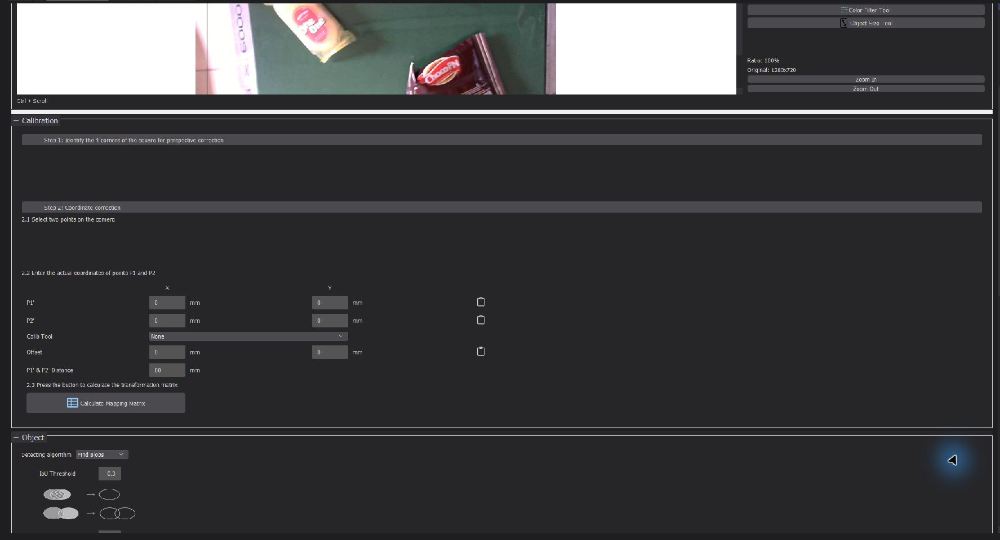 Color Filter Tool
Object Size Tool
One One
ChocoPN
Ratio: 100%
Original: 1280x720
Zoom In
Zoom Out
Ctrl + Scroll
Calibration
Step 1: Identify the 4 corners of the square for perspective correction
Step 2: Coordinate correction
2.1 Select two points on the camera
2.2 Enter the actual coordinates of points P1 and P2
X Y
P1' 0 mm 0 mm
P2' 0 mm 0 mm
Calib Tool None
Offset 0 mm 0 mm
P1' & P2' Distance 80 mm
2.3 Press the button to calculate the transformation matrix
Calculate Mapping Matrix
Object
Detecting algorithm Find Blobs
IoU Threshold 0.3